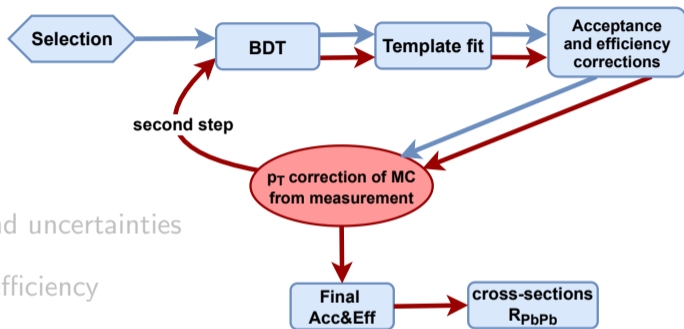 Selection
BDT
Template fit
Acceptance
and efficiency
corrections
second step
pT correction of MC
from measurement
nd uncertainties
fficiency
Final
Acc&Eff
cross-sections
RPbPb